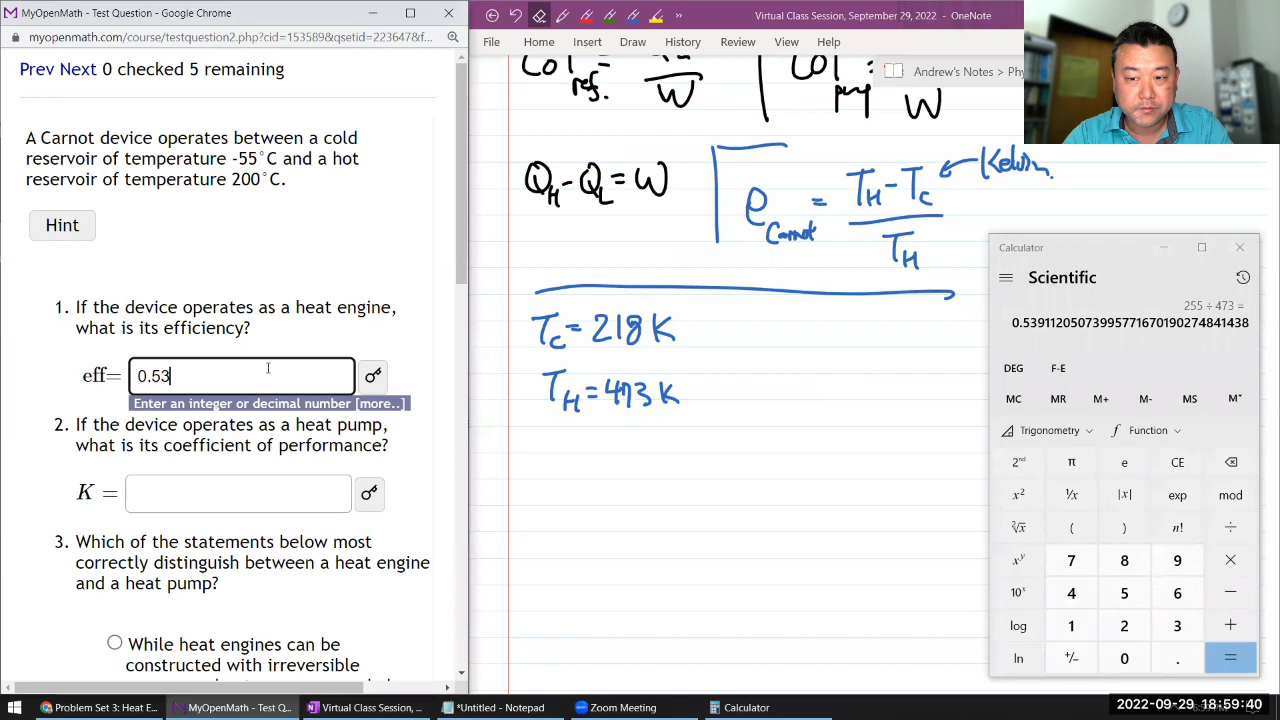 MyOpenMath - Test Question - Google Chrome
myopenmath.com/course/testquestion2.php?cid=153589&qsetid=223647&f...
Prev Next 0 checked 5 remaining
A Carnot device operates between a cold
reservoir of temperature -55°C and a hot
reservoir of temperature 200°C.
Hint
1. If the device operates as a heat engine,
what is its efficiency?
eff= 0.53
Enter an integer or decimal number [more..]
2. If the device operates as a heat pump,
what is its coefficient of performance?
K =
3. Which of the statements below most
correctly distinguish between a heat engine
and a heat pump?
While heat engines can be
constructed with irreversible
Virtual Class Session, September 29, 2022 - OneNote
File Home Insert Draw History Review View Help
Andrew's Notes > Phy
COP ref. = W
COP pump = W
Q_H - Q_L = W
e_Carnot = (T_H - T_C) / T_H ← Kelvin.
T_C = 218 K
T_H = 473 K
Calculator
Scientific
255 ÷ 473 =
0.53911205073995771670190274841438
DEG F-E
MC MR M+ M- MS M˅
Trigonometry f Function
2ⁿᵈ π e CE
x² ¹/x |x| exp mod
²√x ( ) n! ÷
xʸ 7 8 9 ×
10ˣ 4 5 6 −
log 1 2 3 +
ln +/− 0 . =
Problem Set 3: Heat E... MyOpenMath - Test Q... Virtual Class Session, ... *Untitled - Notepad Zoom Meeting Calculator
2022-09-29 18:59:40